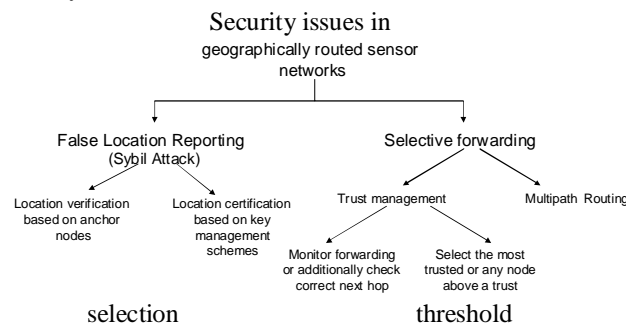 Security issues in
geographically routed sensor
networks
False Location Reporting
(Sybil Attack)
Selective forwarding
Location verification
based on anchor
nodes
Location certification
based on key
management
schemes
Trust management
Multipath Routing
Monitor forwarding
or additionally check
correct next hop
Select the most
trusted or any node
above a trust
selection
threshold